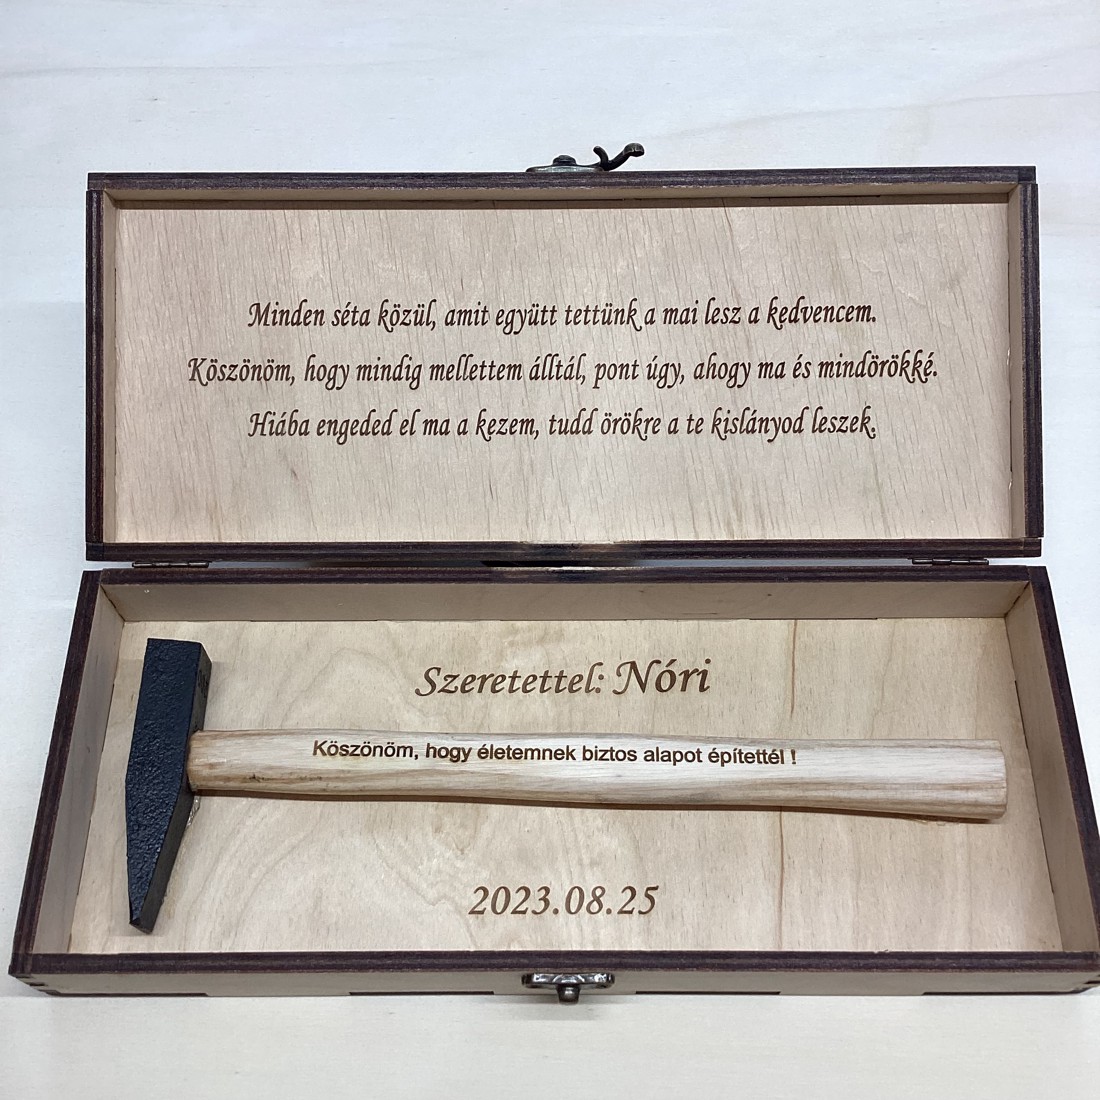 Minden séta közül, amit együtt tettünk a mai lesz a kedvencem.
Köszönöm, hogy mindig mellettem álltál, pont úgy, ahogy ma és mindörökké.
Hiába engeded el ma a kezem, tudd örökre a te kislányod leszek.
Szeretettel: Nóri
Köszönöm, hogy életemnek biztos alapot építettél !
2023.08.25